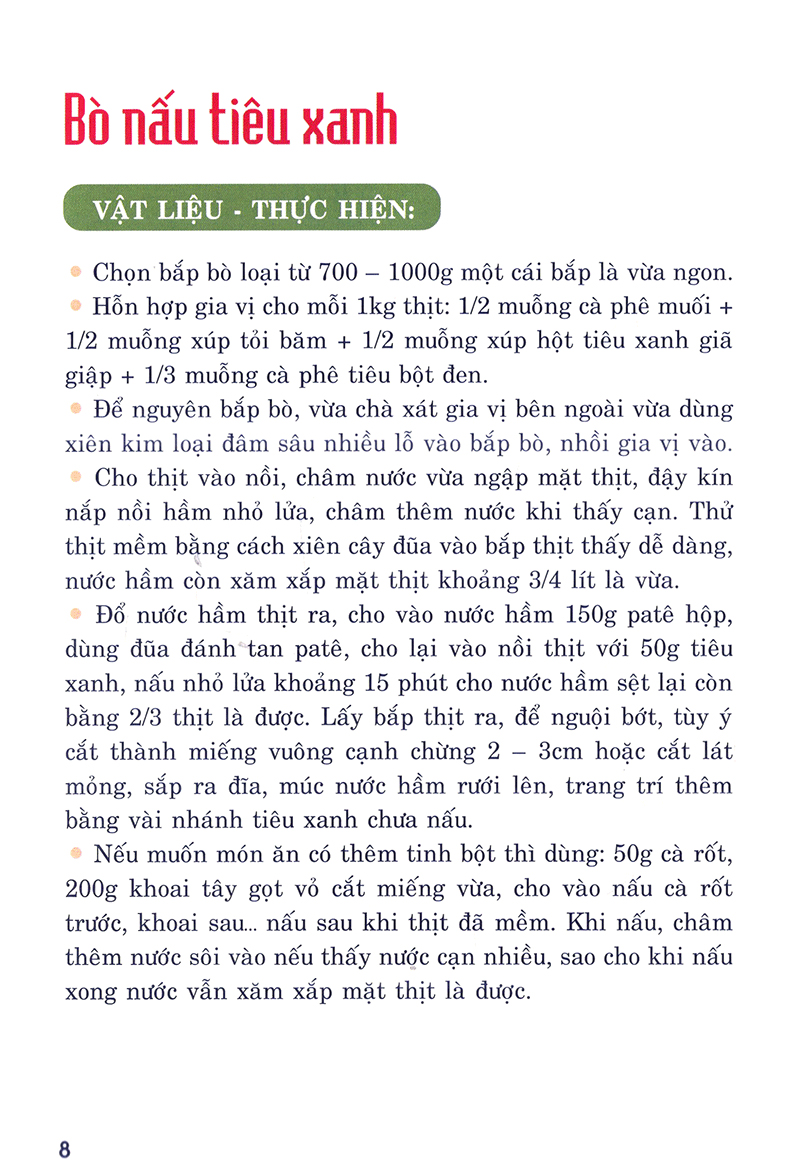 Bò nấu tiêu xanh
VẬT LIỆU - THỰC HIỆN:
• Chọn bắp bò loại từ 700 – 1000g một cái bắp là vừa ngon.
• Hỗn hợp gia vị cho mỗi 1kg thịt: 1/2 muỗng cà phê muối +
1/2 muỗng xúp tỏi băm + 1/2 muỗng xúp hột tiêu xanh giã
giập + 1/3 muỗng cà phê tiêu bột đen.
• Để nguyên bắp bò, vừa chà xát gia vị bên ngoài vừa dùng
xiên kim loại đâm sâu nhiều lỗ vào bắp bò, nhồi gia vị vào.
• Cho thịt vào nồi, châm nước vừa ngập mặt thịt, đậy kín
nắp nồi hầm nhỏ lửa, châm thêm nước khi thấy cạn. Thử
thịt mềm bằng cách xiên cây đũa vào bắp thịt thấy dễ dàng,
nước hầm còn xăm xắp mặt thịt khoảng 3/4 lít là vừa.
• Đổ nước hầm thịt ra, cho vào nước hầm 150g patê hộp,
dùng đũa đánh tan patê, cho lại vào nồi thịt với 50g tiêu
xanh, nấu nhỏ lửa khoảng 15 phút cho nước hầm sệt lại còn
bằng 2/3 thịt là được. Lấy bắp thịt ra, để nguội bớt, tùy ý
cắt thành miếng vuông cạnh chừng 2 – 3cm hoặc cắt lát
mỏng, sắp ra đĩa, múc nước hầm rưới lên, trang trí thêm
bằng vài nhánh tiêu xanh chưa nấu.
• Nếu muốn món ăn có thêm tinh bột thì dùng: 50g cà rốt,
200g khoai tây gọt vỏ cắt miếng vừa, cho vào nấu cà rốt
trước, khoai sau... nấu sau khi thịt đã mềm. Khi nấu, châm
thêm nước sôi vào nếu thấy nước cạn nhiều, sao cho khi nấu
xong nước vẫn xăm xắp mặt thịt là được.
8